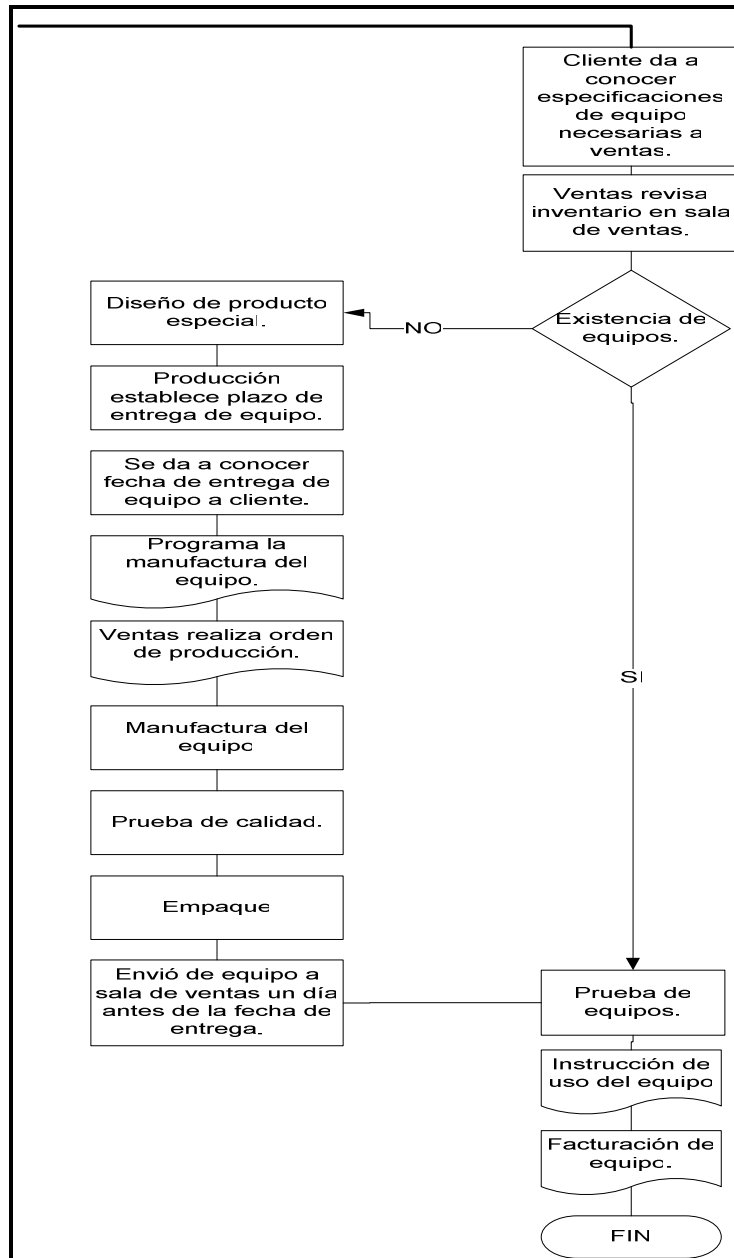 Cliente da a
conocer
especificaciones
de equipo
necesarias a
ventas.
Ventas revisa
inventario en sala
de ventas.
Existencia de
equipos.
NO
Diseño de producto
especial.
Producción
establece plazo de
entrega de equipo.
Se da a conocer
fecha de entrega de
equipo a cliente.
Programa la
manufactura del
equipo.
Ventas realiza orden
de producción.
Manufactura del
equipo
Prueba de calidad.
Empaque
Envió de equipo a
sala de ventas un día
antes de la fecha de
entrega.
SI
Prueba de
equipos.
Instrucción de
uso del equipo
Facturación de
equipo.
FIN